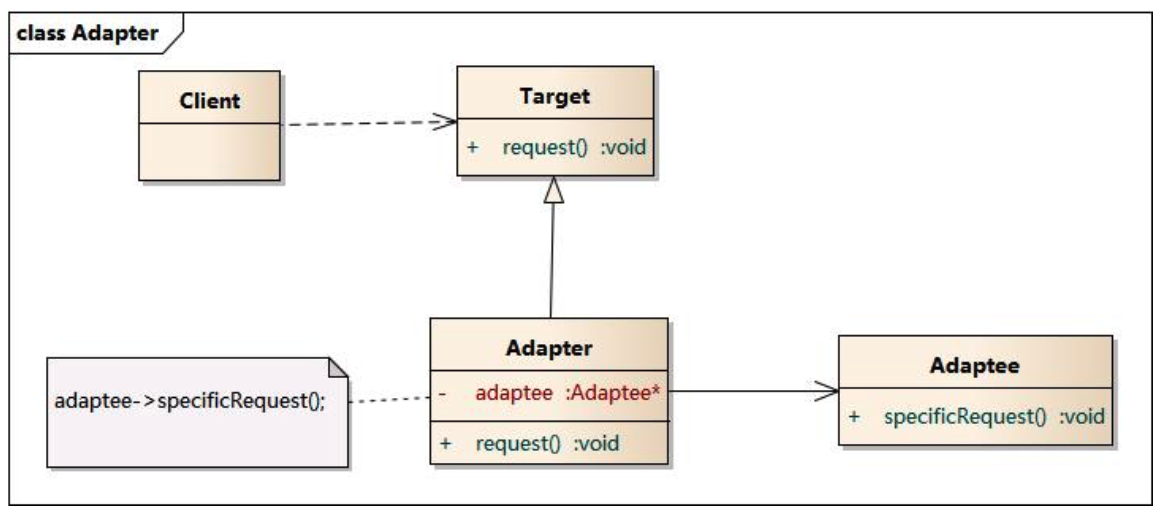 class Adapter
Client
Target
+ request() :void
Adapter
- adaptee :Adaptee*
+ request() :void
adaptee->specificRequest();
Adaptee
+ specificRequest() :void